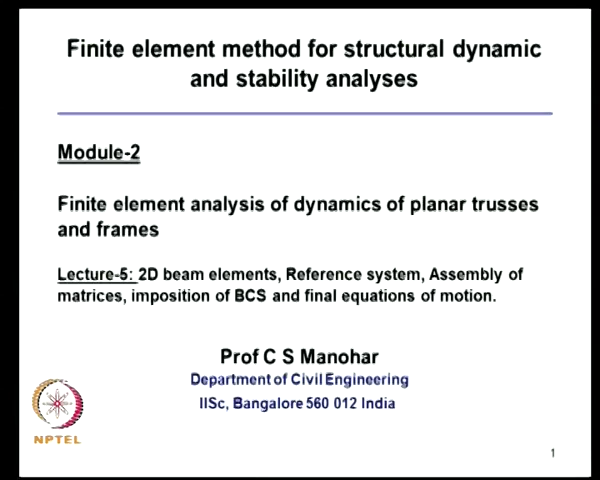 Finite element method for structural dynamic
and stability analyses
Module-2
Finite element analysis of dynamics of planar trusses
and frames
Lecture-5: 2D beam elements, Reference system, Assembly of
matrices, imposition of BCS and final equations of motion.
Prof C S Manohar
Department of Civil Engineering
IISc, Bangalore 560 012 India
NPTEL
1